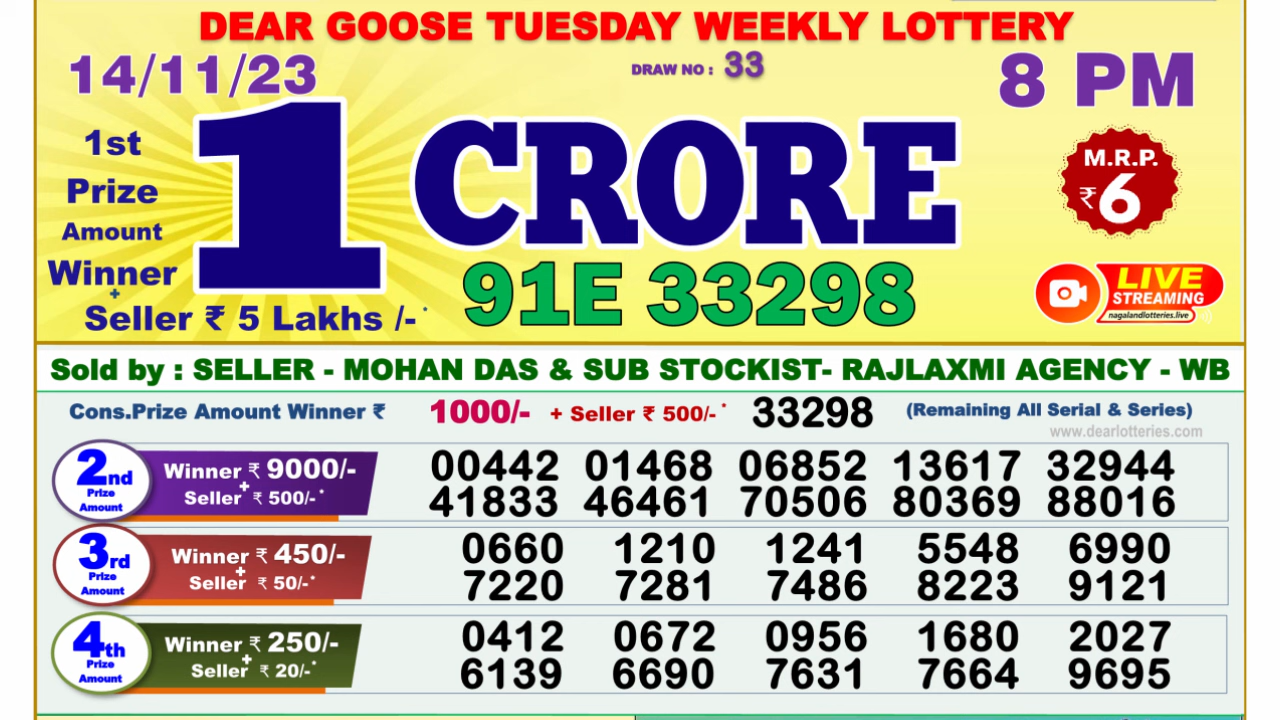 DEAR GOOSE TUESDAY WEEKLY LOTTERY
14/11/23
DRAW NO : 33
8 PM
1st
Prize
Amount
Winner
+
Seller ₹ 5 Lakhs /-*
1 CRORE
91E 33298
M.R.P.
₹6
LIVE
STREAMING
nagalandlotteries.live
Sold by : SELLER - MOHAN DAS & SUB STOCKIST- RAJLAXMI AGENCY - WB
Cons.Prize Amount Winner ₹ 1000/- + Seller ₹ 500/-* 33298 (Remaining All Serial & Series)
www.dearlotteries.com
2nd
Prize
Amount
Winner ₹ 9000/-
+
Seller ₹ 500/-*
00442 01468 06852 13617 32944
41833 46461 70506 80369 88016
3rd
Prize
Amount
Winner ₹ 450/-
+
Seller ₹ 50/-*
0660 1210 1241 5548 6990
7220 7281 7486 8223 9121
4th
Prize
Amount
Winner ₹ 250/-
+
Seller ₹ 20/-*
0412 0672 0956 1680 2027
6139 6690 7631 7664 9695